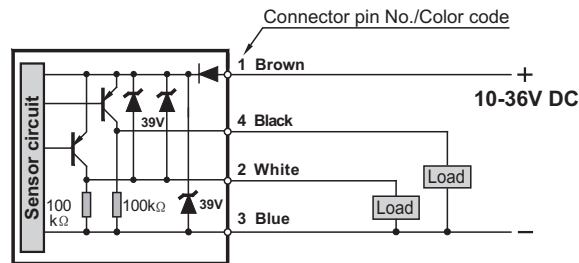 Connector pin No./Color code
1 Brown
+
10-36V DC
39V
4 Black
Sensor circuit
Load
2 White
100
kΩ
100kΩ
39V
Load
3 Blue
−